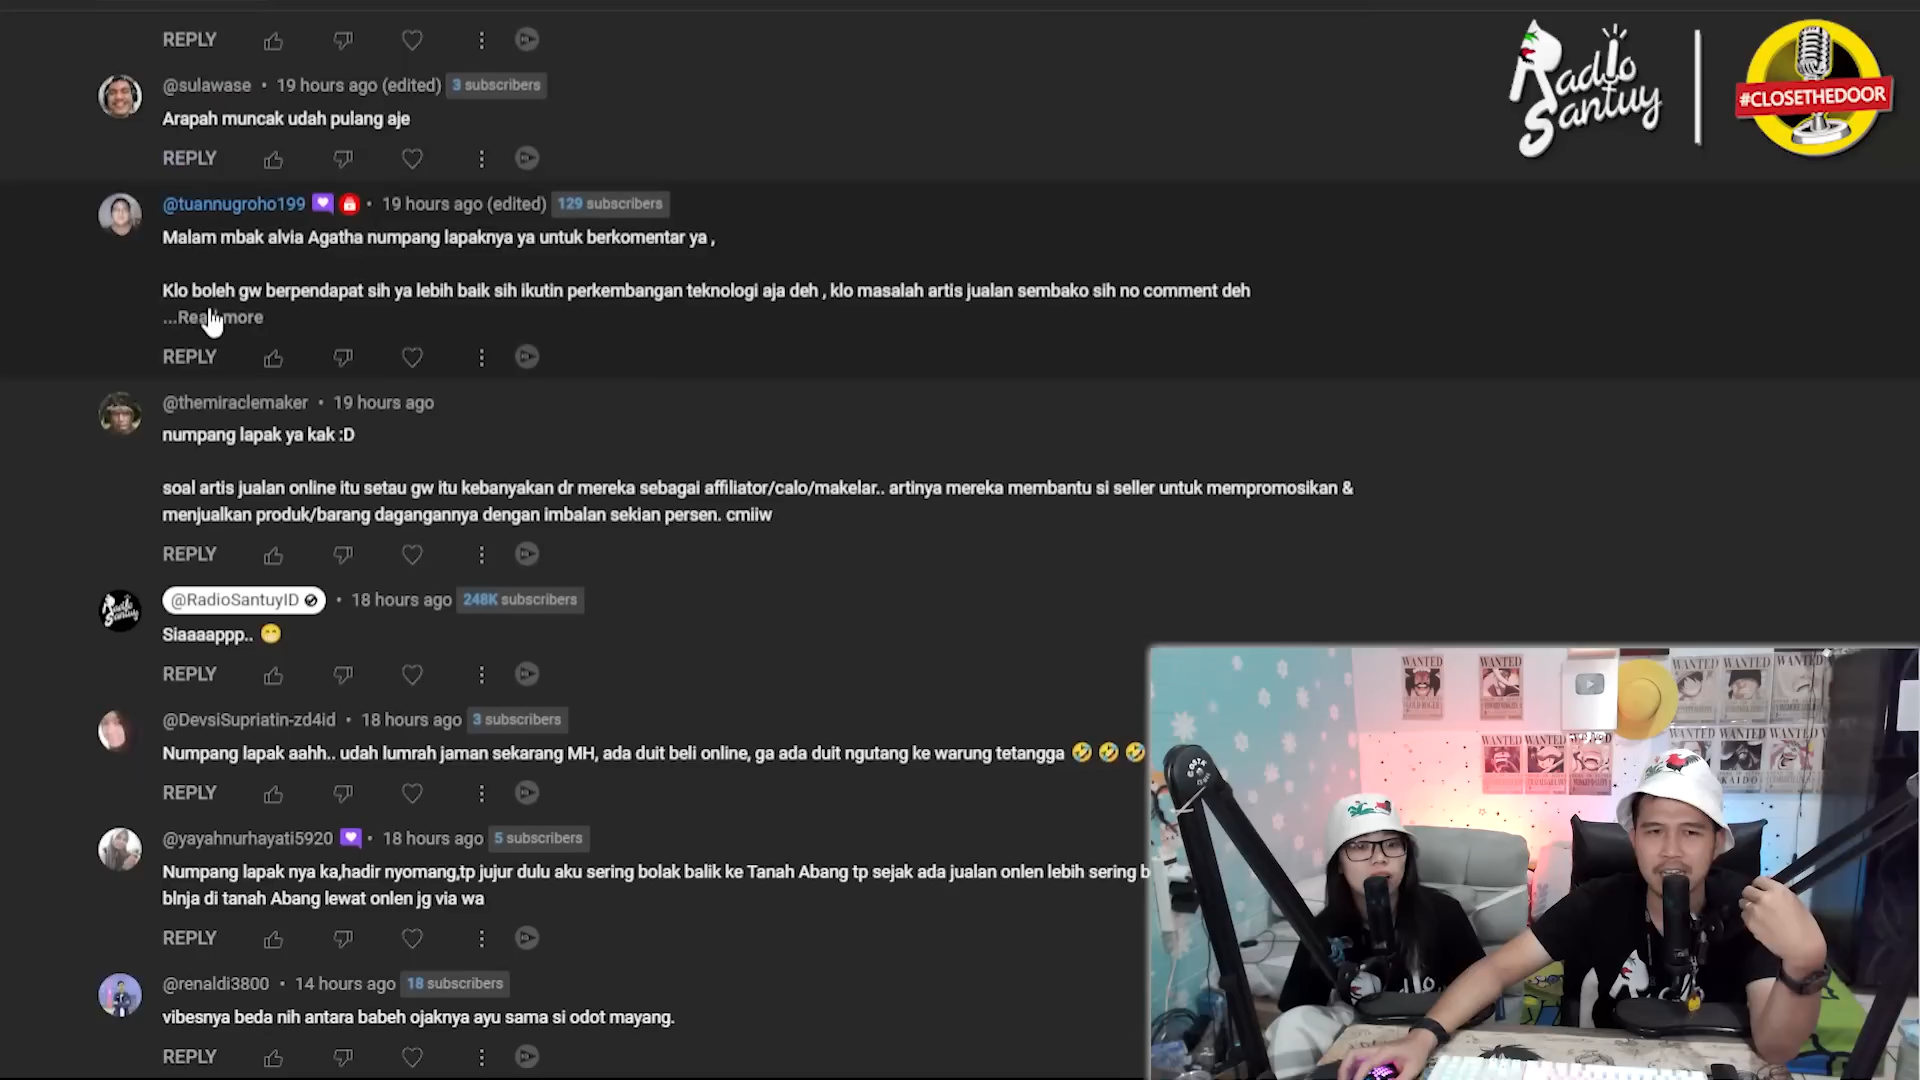 REPLY
@sulawase • 19 hours ago (edited) 3 subscribers
Arapah muncak udah pulang aje
REPLY
@tuannugroho199 • 19 hours ago (edited) 129 subscribers
Malam mbak alvia Agatha numpang lapaknya ya untuk berkomentar ya ,
Klo boleh gw berpendapat sih ya lebih baik sih ikutin perkembangan teknologi aja deh , klo masalah artis jualan sembako sih no comment deh
...Read more
REPLY
@themiraclemaker • 19 hours ago
numpang lapak ya kak :D
soal artis jualan online itu setau gw itu kebanyakan dr mereka sebagai affiliator/calo/makelar.. artinya mereka membantu si seller untuk mempromosikan &
menjualkan produk/barang dagangannya dengan imbalan sekian persen. cmiiw
REPLY
@RadioSantuyID • 18 hours ago 248K subscribers
Siaaaappp.. 😁
REPLY
@DevsiSupriatin-zd4id • 18 hours ago 3 subscribers
Numpang lapak aahh.. udah lumrah jaman sekarang MH, ada duit beli online, ga ada duit ngutang ke warung tetangga 🤣 🤣 🤣
REPLY
@yayahnurhayati5920 • 18 hours ago 5 subscribers
Numpang lapak nya ka,hadir nyomang,tp jujur dulu aku sering bolak balik ke Tanah Abang tp sejak ada jualan onlen lebih sering b
blnja di tanah Abang lewat onlen jg via wa
REPLY
@renaldi3800 • 14 hours ago 18 subscribers
vibesnya beda nih antara babeh ojaknya ayu sama si odot mayang.
REPLY
Radio
Santuy
#CLOSETHEDOOR
WANTED
WANTED
WANTED
WANTED
WANTED
WANTED
WANTED
WANTED
KAIDO